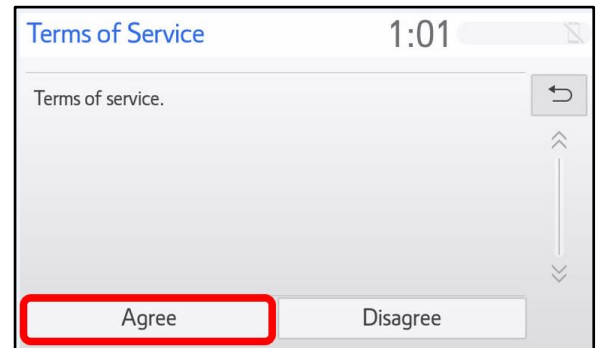 Terms of Service 1:01
Terms of service.
Agree Disagree